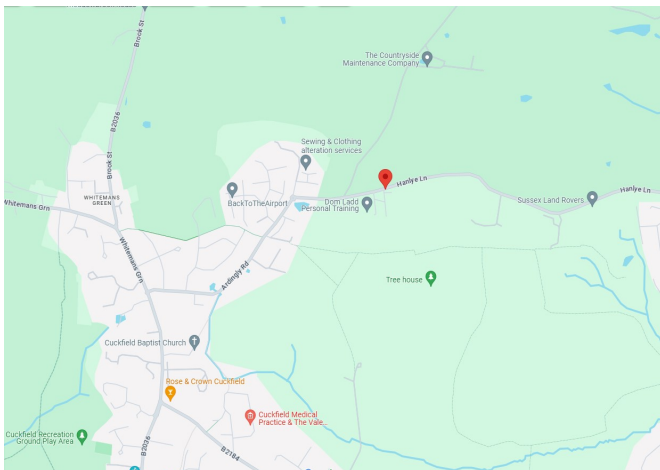 Brook St
The Countryside
Maintenance Company
B2036
Brook St
Sewing & Clothing
alteration services
Hanlye Ln
Hanlye Ln
WHITEMANS
GREEN
BackToTheAirport
Dom Ladd
Personal Training
Sussex Land Rovers
Whitemans Grn
Whitemans Grn
Ardingly Rd
Tree house
Cuckfield Baptist Church
Rose & Crown Cuckfield
Cuckfield Medical
Practice & The Vale...
Cuckfield Recreation
Ground Play Area
B2036
B2184